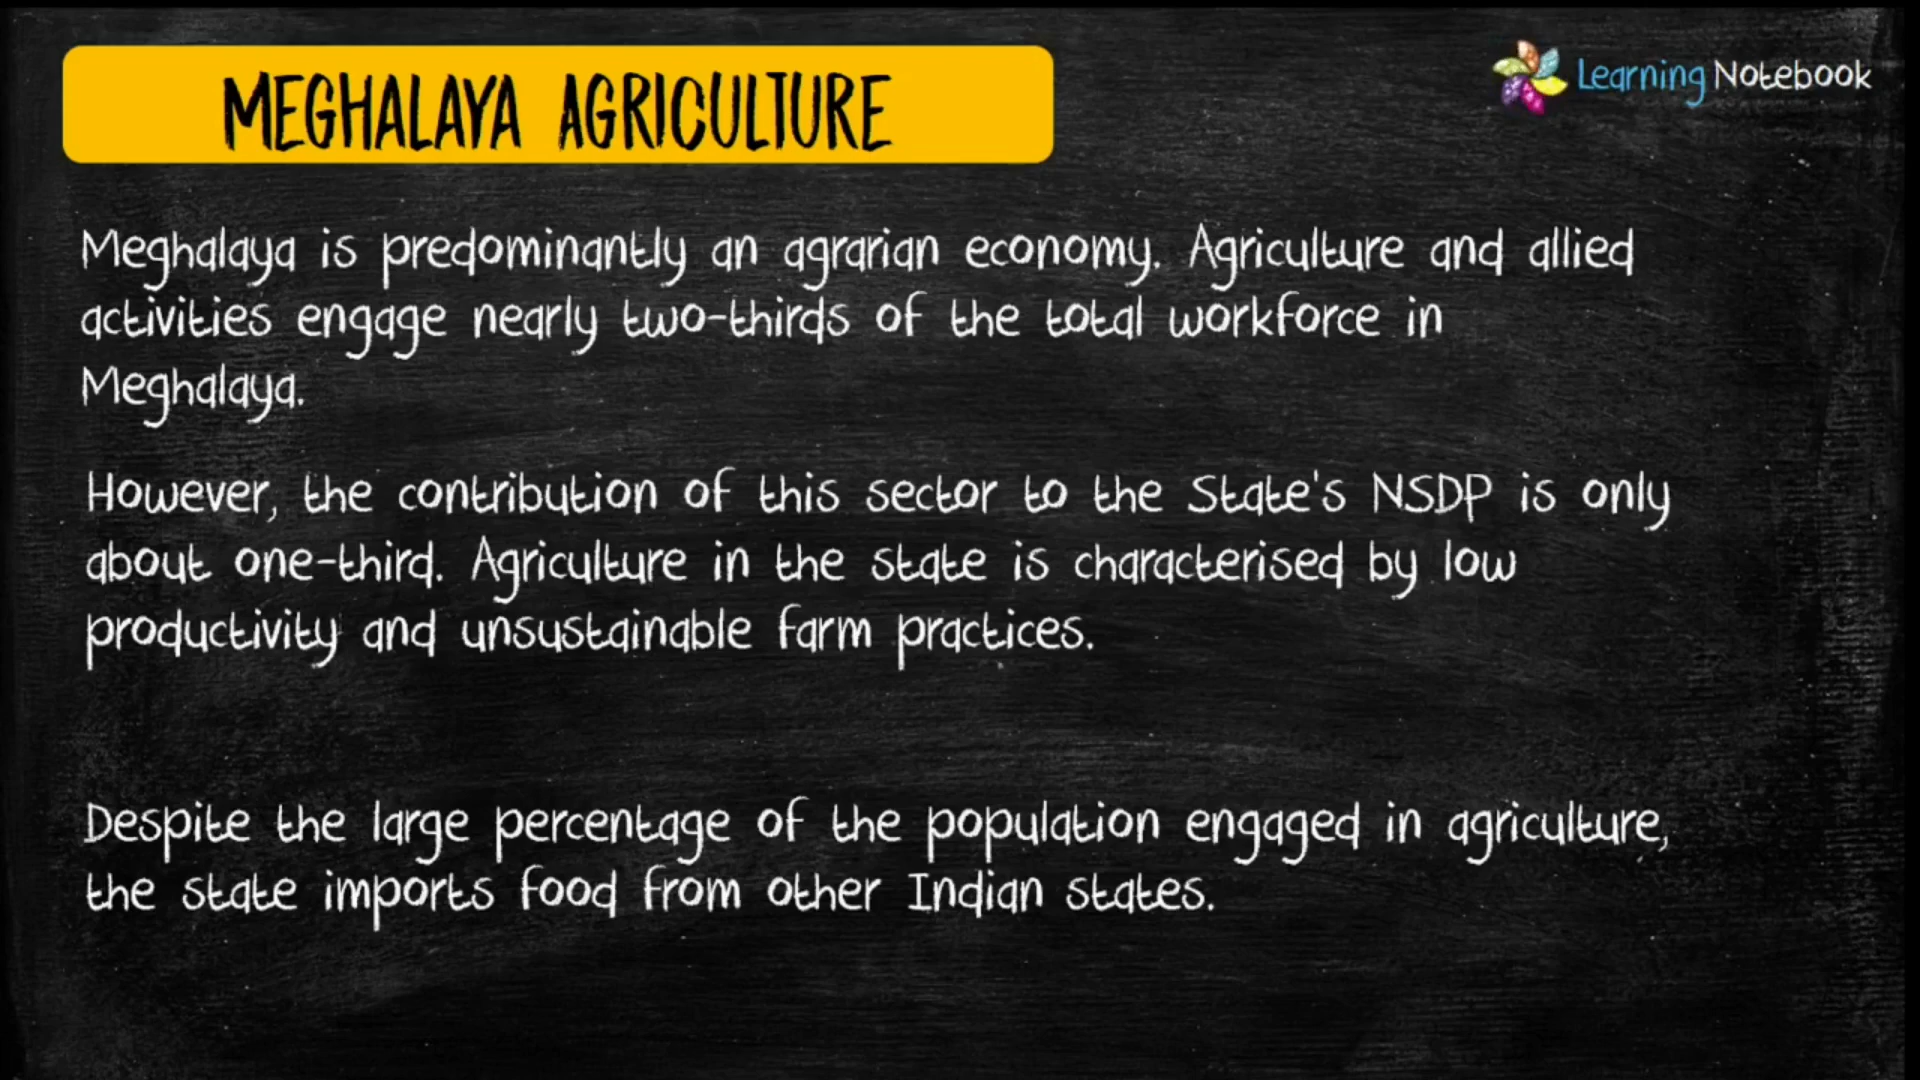 MEGHALAYA AGRICULTURE
Learning Notebook
Meghalaya is predominantly an agrarian economy. Agriculture and allied
activities engage nearly two-thirds of the total workforce in
Meghalaya.
However, the contribution of this sector to the State's NSDP is only
about one-third. Agriculture in the state is characterised by low
productivity and unsustainable farm practices.
Despite the large percentage of the population engaged in agriculture,
the state imports food from other Indian states.